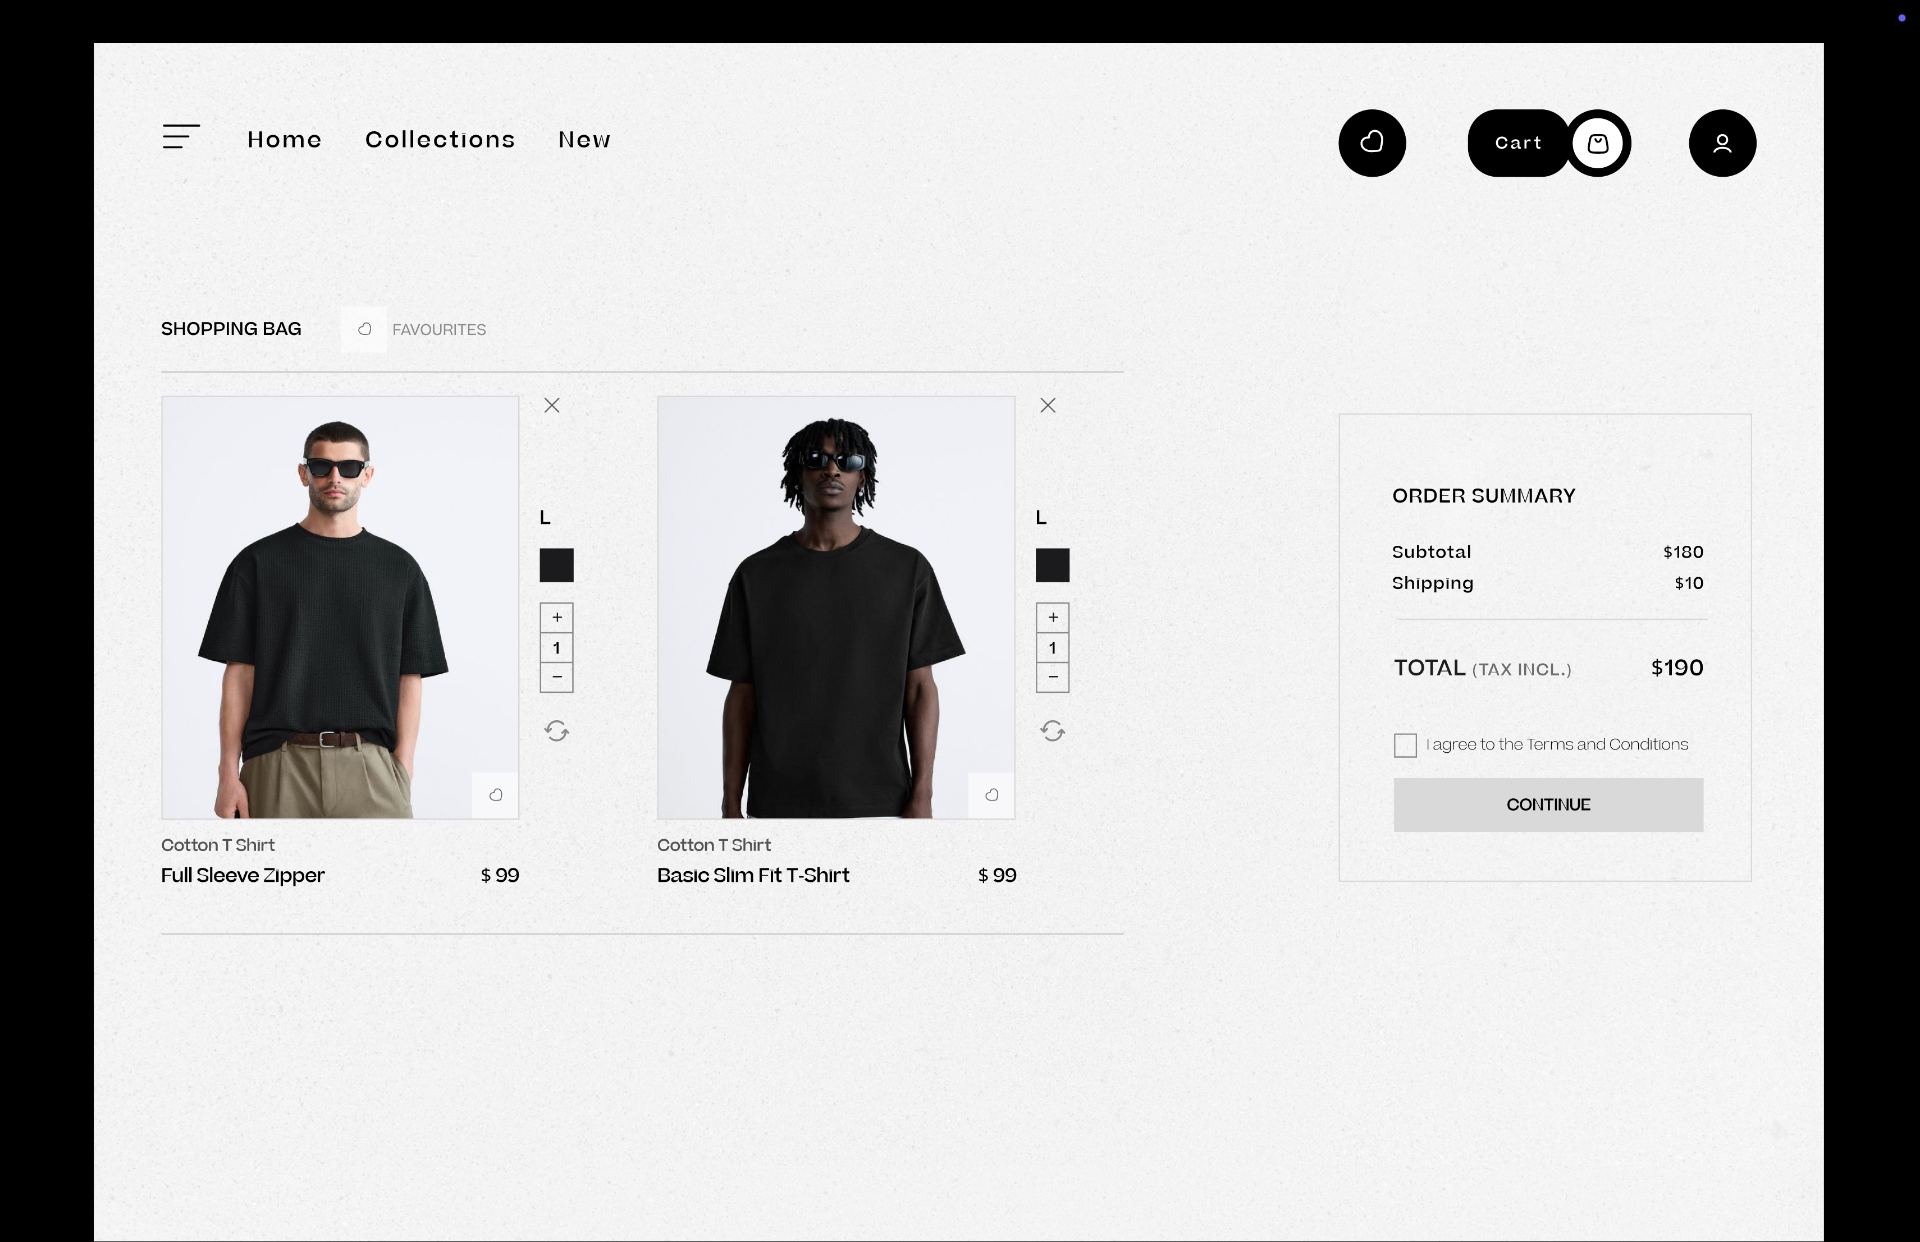 Home Collections New Cart
SHOPPING BAG FAVOURITES
L
+
1
−
Cotton T Shirt
Full Sleeve Zipper $ 99
L
+
1
−
Cotton T Shirt
Basic Slim Fit T-Shirt $ 99
ORDER SUMMARY
Subtotal $180
Shipping $10
TOTAL (TAX INCL.) $190
I agree to the Terms and Conditions
CONTINUE